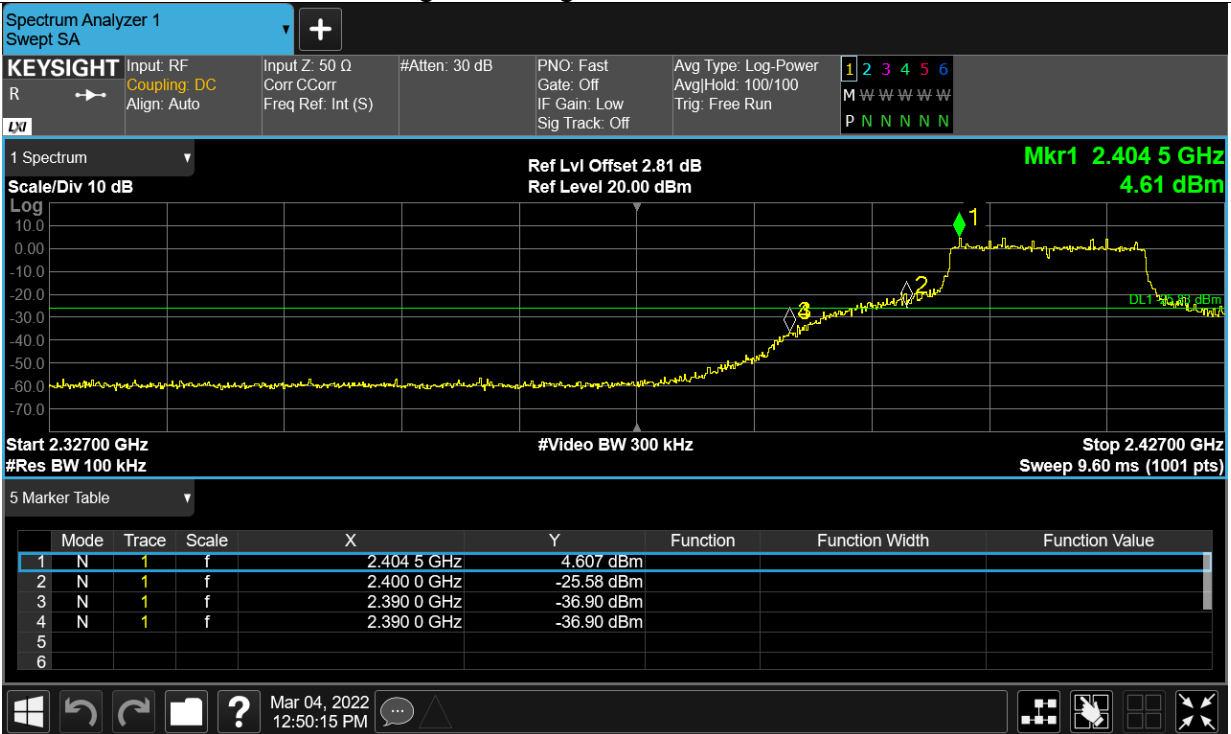 Spectrum Analyzer 1
Swept SA
+
KEYSIGHT Input: RF Input Z: 50 Ω #Atten: 30 dB PNO: Fast Avg Type: Log-Power 1 2 3 4 5 6
R Coupling: DC Corr CCorr Gate: Off Avg|Hold: 100/100 M W W W W W
Align: Auto Freq Ref: Int (S) IF Gain: Low Trig: Free Run P N N N N N
LXI Sig Track: Off
1 Spectrum Ref Lvl Offset 2.81 dB Mkr1 2.404 5 GHz
Scale/Div 10 dB Ref Level 20.00 dBm 4.61 dBm
Log
1
10.0
0.00
-10.0
2
-20.0
DL1 dBm
-30.0
3
-40.0
-50.0
-60.0
-70.0
Start 2.32700 GHz #Video BW 300 kHz Stop 2.42700 GHz
#Res BW 100 kHz Sweep 9.60 ms (1001 pts)
5 Marker Table
Mode Trace Scale X Y Function Function Width Function Value
1 N 1 f 2.404 5 GHz 4.607 dBm
2 N 1 f 2.400 0 GHz -25.58 dBm
3 N 1 f 2.390 0 GHz -36.90 dBm
4 N 1 f 2.390 0 GHz -36.90 dBm
5
6
? Mar 04, 2022
12:50:15 PM